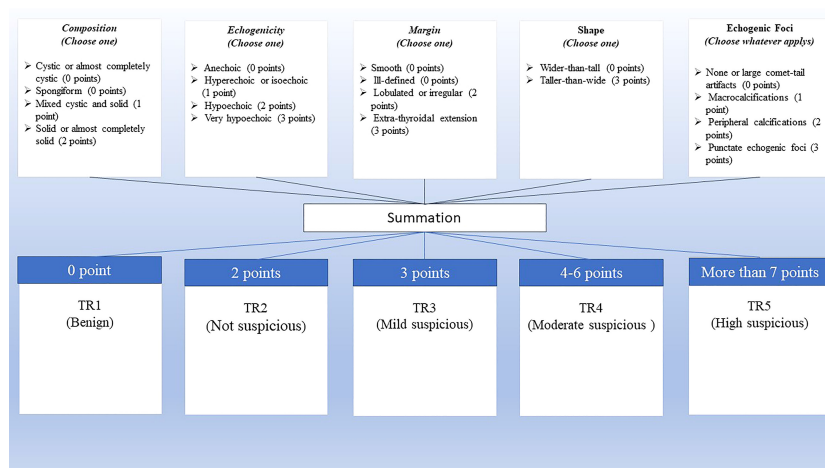 Composition
(Choose one)
➢ Cystic or almost completely
cystic (0 points)
➢ Spongiform (0 points)
➢ Mixed cystic and solid (1
point)
➢ Solid or almost completely
solid (2 points)
Echogenicity
(Choose one)
➢ Anechoic (0 points)
➢ Hyperechoic or isoechoic
(1 point)
➢ Hypoechoic (2 points)
➢ Very hypoechoic (3 points)
Margin
(Choose one)
➢ Smooth (0 points)
➢ Ill-defined (0 points)
➢ Lobulated or irregular (2
points)
➢ Extra-thyroidal extension
(3 points)
Shape
(Choose one)
➢ Wider-than-tall (0 points)
➢ Taller-than-wide (3 points)
Echogenic Foci
(Choose whatever applys)
➢ None or large comet-tail
artifacts (0 points)
➢ Macrocalcifications (1
point)
➢ Peripheral calcifications (2
points)
➢ Punctate echogenic foci (3
points)
Summation
0 point
TR1
(Benign)
2 points
TR2
(Not suspicious)
3 points
TR3
(Mild suspicious)
4-6 points
TR4
(Moderate suspicious )
More than 7 points
TR5
(High suspicious)